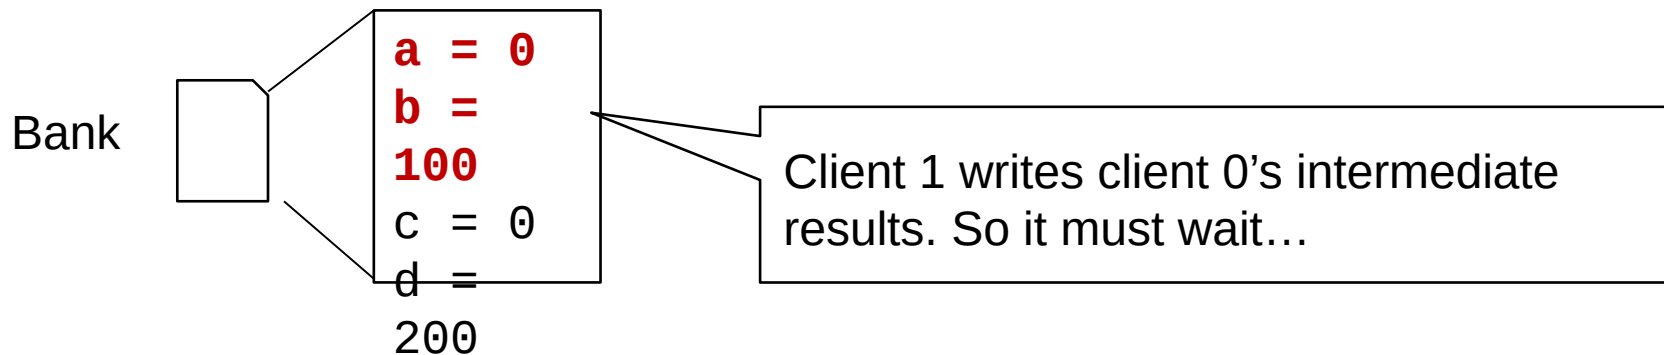 Bank
a = 0
b =
100
c = 0
d =
200
Client 1 writes client 0’s intermediate
results. So it must wait…